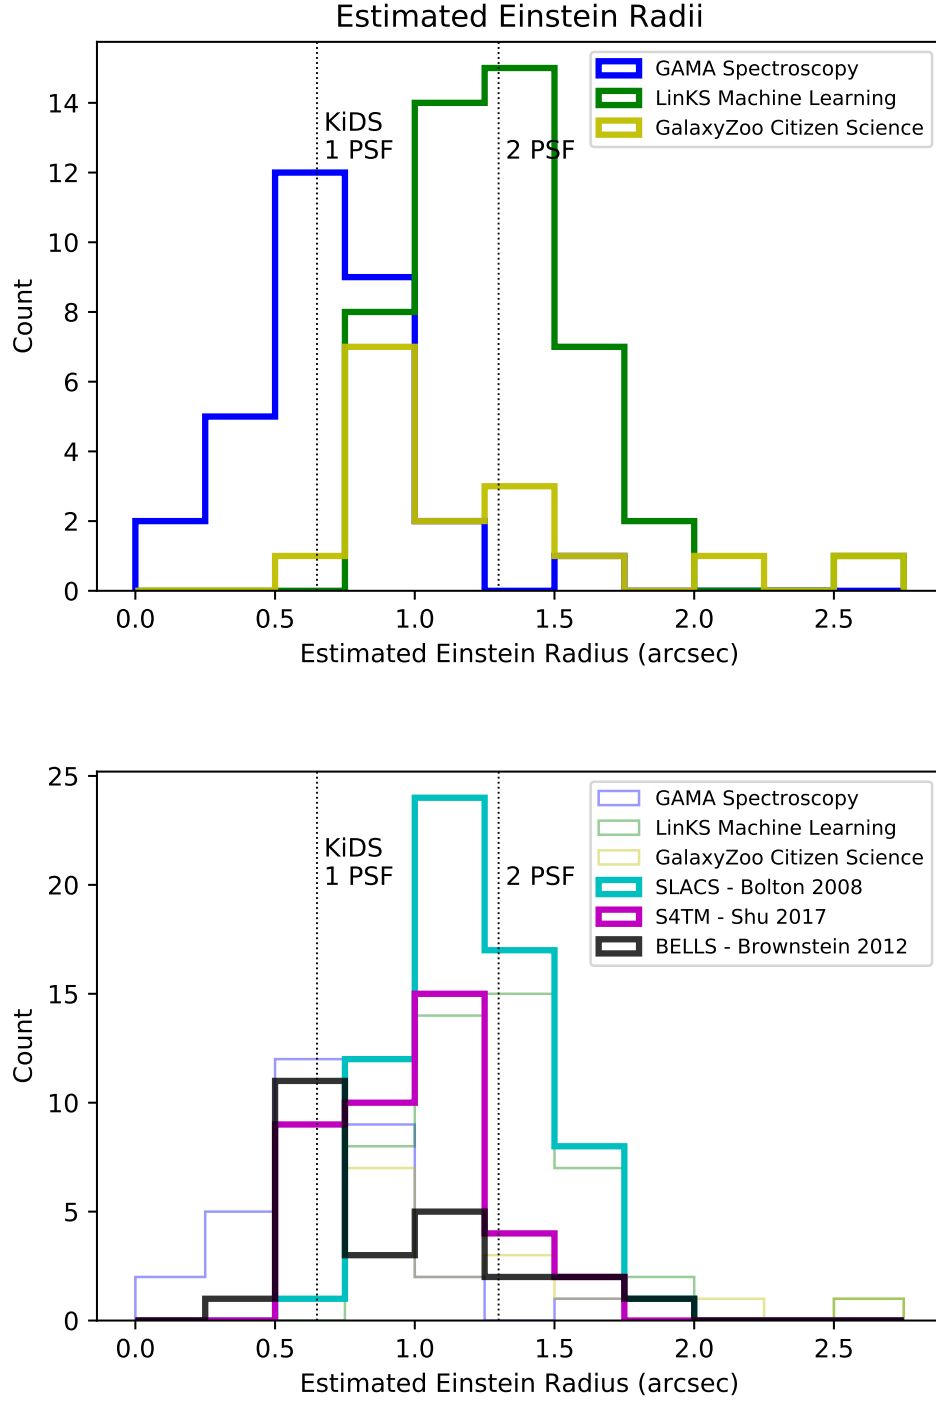 Estimated Einstein Radii
GAMA Spectroscopy
LinKS Machine Learning
GalaxyZoo Citizen Science
KiDS
1 PSF
2 PSF
14
12
10
8
6
4
2
0
Count
0.0 0.5 1.0 1.5 2.0 2.5
Estimated Einstein Radius (arcsec)
GAMA Spectroscopy
LinKS Machine Learning
GalaxyZoo Citizen Science
SLACS - Bolton 2008
S4TM - Shu 2017
BELLS - Brownstein 2012
KiDS
1 PSF
2 PSF
25
20
15
10
5
0
Count
0.0 0.5 1.0 1.5 2.0 2.5
Estimated Einstein Radius (arcsec)